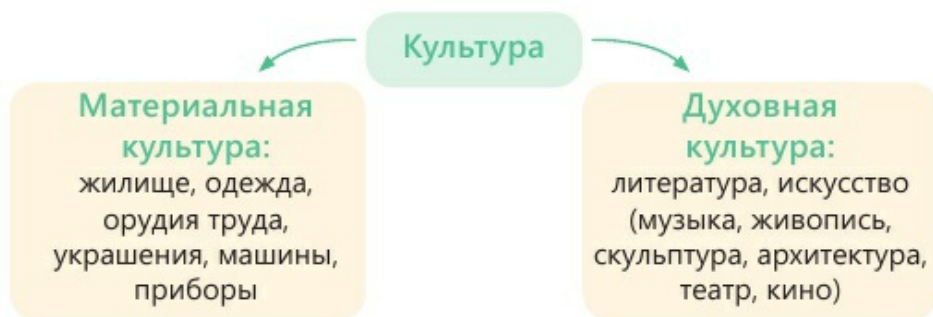 Культура
Материальная
культура:
жилище, одежда,
орудия труда,
украшения, машины,
приборы
Духовная
культура:
литература, искусство
(музыка, живопись,
скульптура, архитектура,
театр, кино)